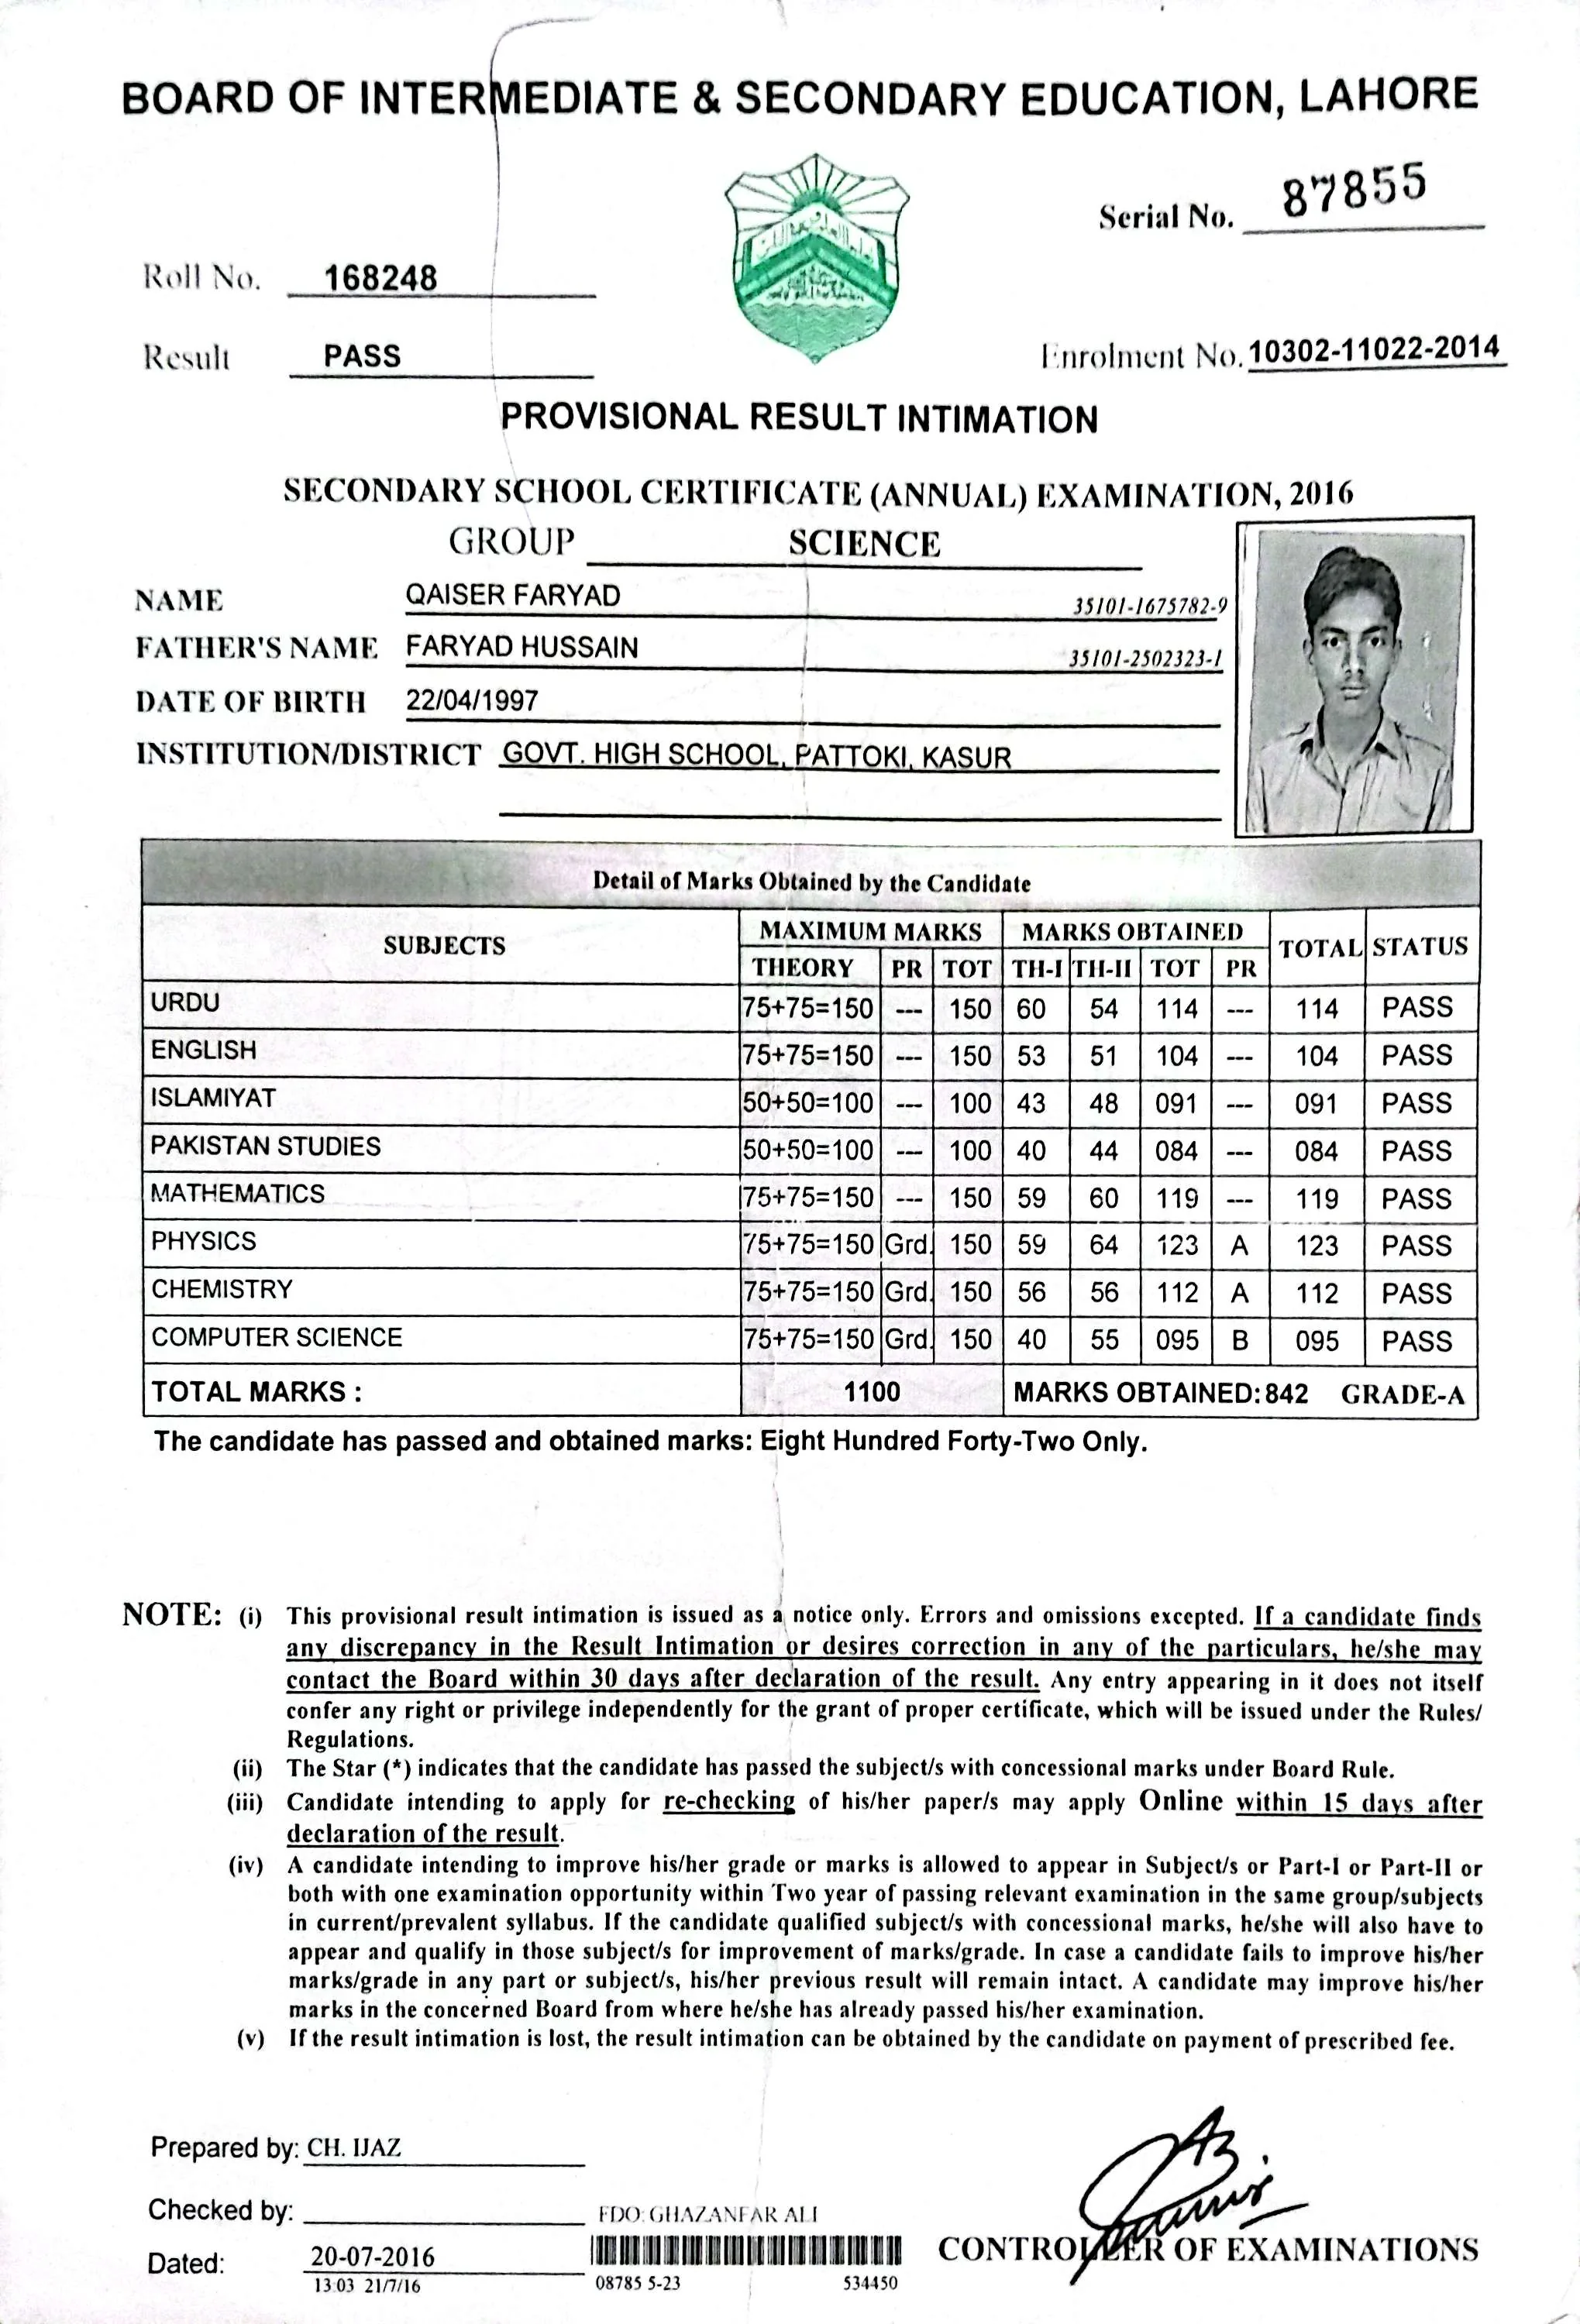 BOARD OF INTERMEDIATE & SECONDARY EDUCATION, LAHORE
Serial No. 87855
Roll No. 168248
Result PASS
Enrolment No. 10302-11022-2014
PROVISIONAL RESULT INTIMATION
SECONDARY SCHOOL CERTIFICATE (ANNUAL) EXAMINATION, 2016
GROUP SCIENCE
NAME QAISER FARYAD 35101-1675782-9
FATHER'S NAME FARYAD HUSSAIN 35101-2502323-1
DATE OF BIRTH 22/04/1997
INSTITUTION/DISTRICT GOVT. HIGH SCHOOL, PATTOKI, KASUR
Detail of Marks Obtained by the Candidate
SUBJECTS MAXIMUM MARKS MARKS OBTAINED TOTAL STATUS
THEORY PR TOT TH-I TH-II TOT PR
URDU 75+75=150 --- 150 60 54 114 --- 114 PASS
ENGLISH 75+75=150 --- 150 53 51 104 --- 104 PASS
ISLAMIYAT 50+50=100 --- 100 43 48 091 --- 091 PASS
PAKISTAN STUDIES 50+50=100 --- 100 40 44 084 --- 084 PASS
MATHEMATICS 75+75=150 --- 150 59 60 119 --- 119 PASS
PHYSICS 75+75=150 Grd. 150 59 64 123 A 123 PASS
CHEMISTRY 75+75=150 Grd. 150 56 56 112 A 112 PASS
COMPUTER SCIENCE 75+75=150 Grd. 150 40 55 095 B 095 PASS
TOTAL MARKS : 1100 MARKS OBTAINED: 842 GRADE-A
The candidate has passed and obtained marks: Eight Hundred Forty-Two Only.
NOTE: (i) This provisional result intimation is issued as a notice only. Errors and omissions excepted. If a candidate finds
any discrepancy in the Result Intimation or desires correction in any of the particulars, he/she may
contact the Board within 30 days after declaration of the result. Any entry appearing in it does not itself
confer any right or privilege independently for the grant of proper certificate, which will be issued under the Rules/
Regulations.
(ii) The Star (*) indicates that the candidate has passed the subject/s with concessional marks under Board Rule.
(iii) Candidate intending to apply for re-checking of his/her paper/s may apply Online within 15 days after
declaration of the result.
(iv) A candidate intending to improve his/her grade or marks is allowed to appear in Subject/s or Part-I or Part-II or
both with one examination opportunity within Two year of passing relevant examination in the same group/subjects
in current/prevalent syllabus. If the candidate qualified subject/s with concessional marks, he/she will also have to
appear and qualify in those subject/s for improvement of marks/grade. In case a candidate fails to improve his/her
marks/grade in any part or subject/s, his/her previous result will remain intact. A candidate may improve his/her
marks in the concerned Board from where he/she has already passed his/her examination.
(v) If the result intimation is lost, the result intimation can be obtained by the candidate on payment of prescribed fee.
Prepared by: CH. IJAZ
Checked by:
FDO: GHAZANFAR ALI
Dated: 20-07-2016
13:03 21/7/16
08785 5-23 534450
CONTROLLER OF EXAMINATIONS